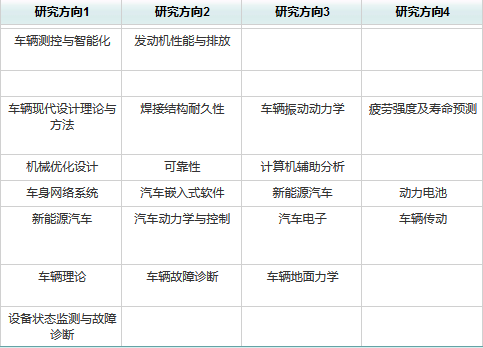 研究方向1 研究方向2 研究方向3 研究方向4
车辆测控与智能化 发动机性能与排放
车辆现代设计理论与方法 焊接结构耐久性 车辆振动动力学 疲劳强度及寿命预测
机械优化设计 可靠性 计算机辅助分析
车身网络系统 汽车嵌入式软件 新能源汽车 动力电池
新能源汽车 汽车动力学与控制 汽车电子 车辆传动
车辆理论 车辆故障诊断 车辆地面力学
设备状态监测与故障诊断